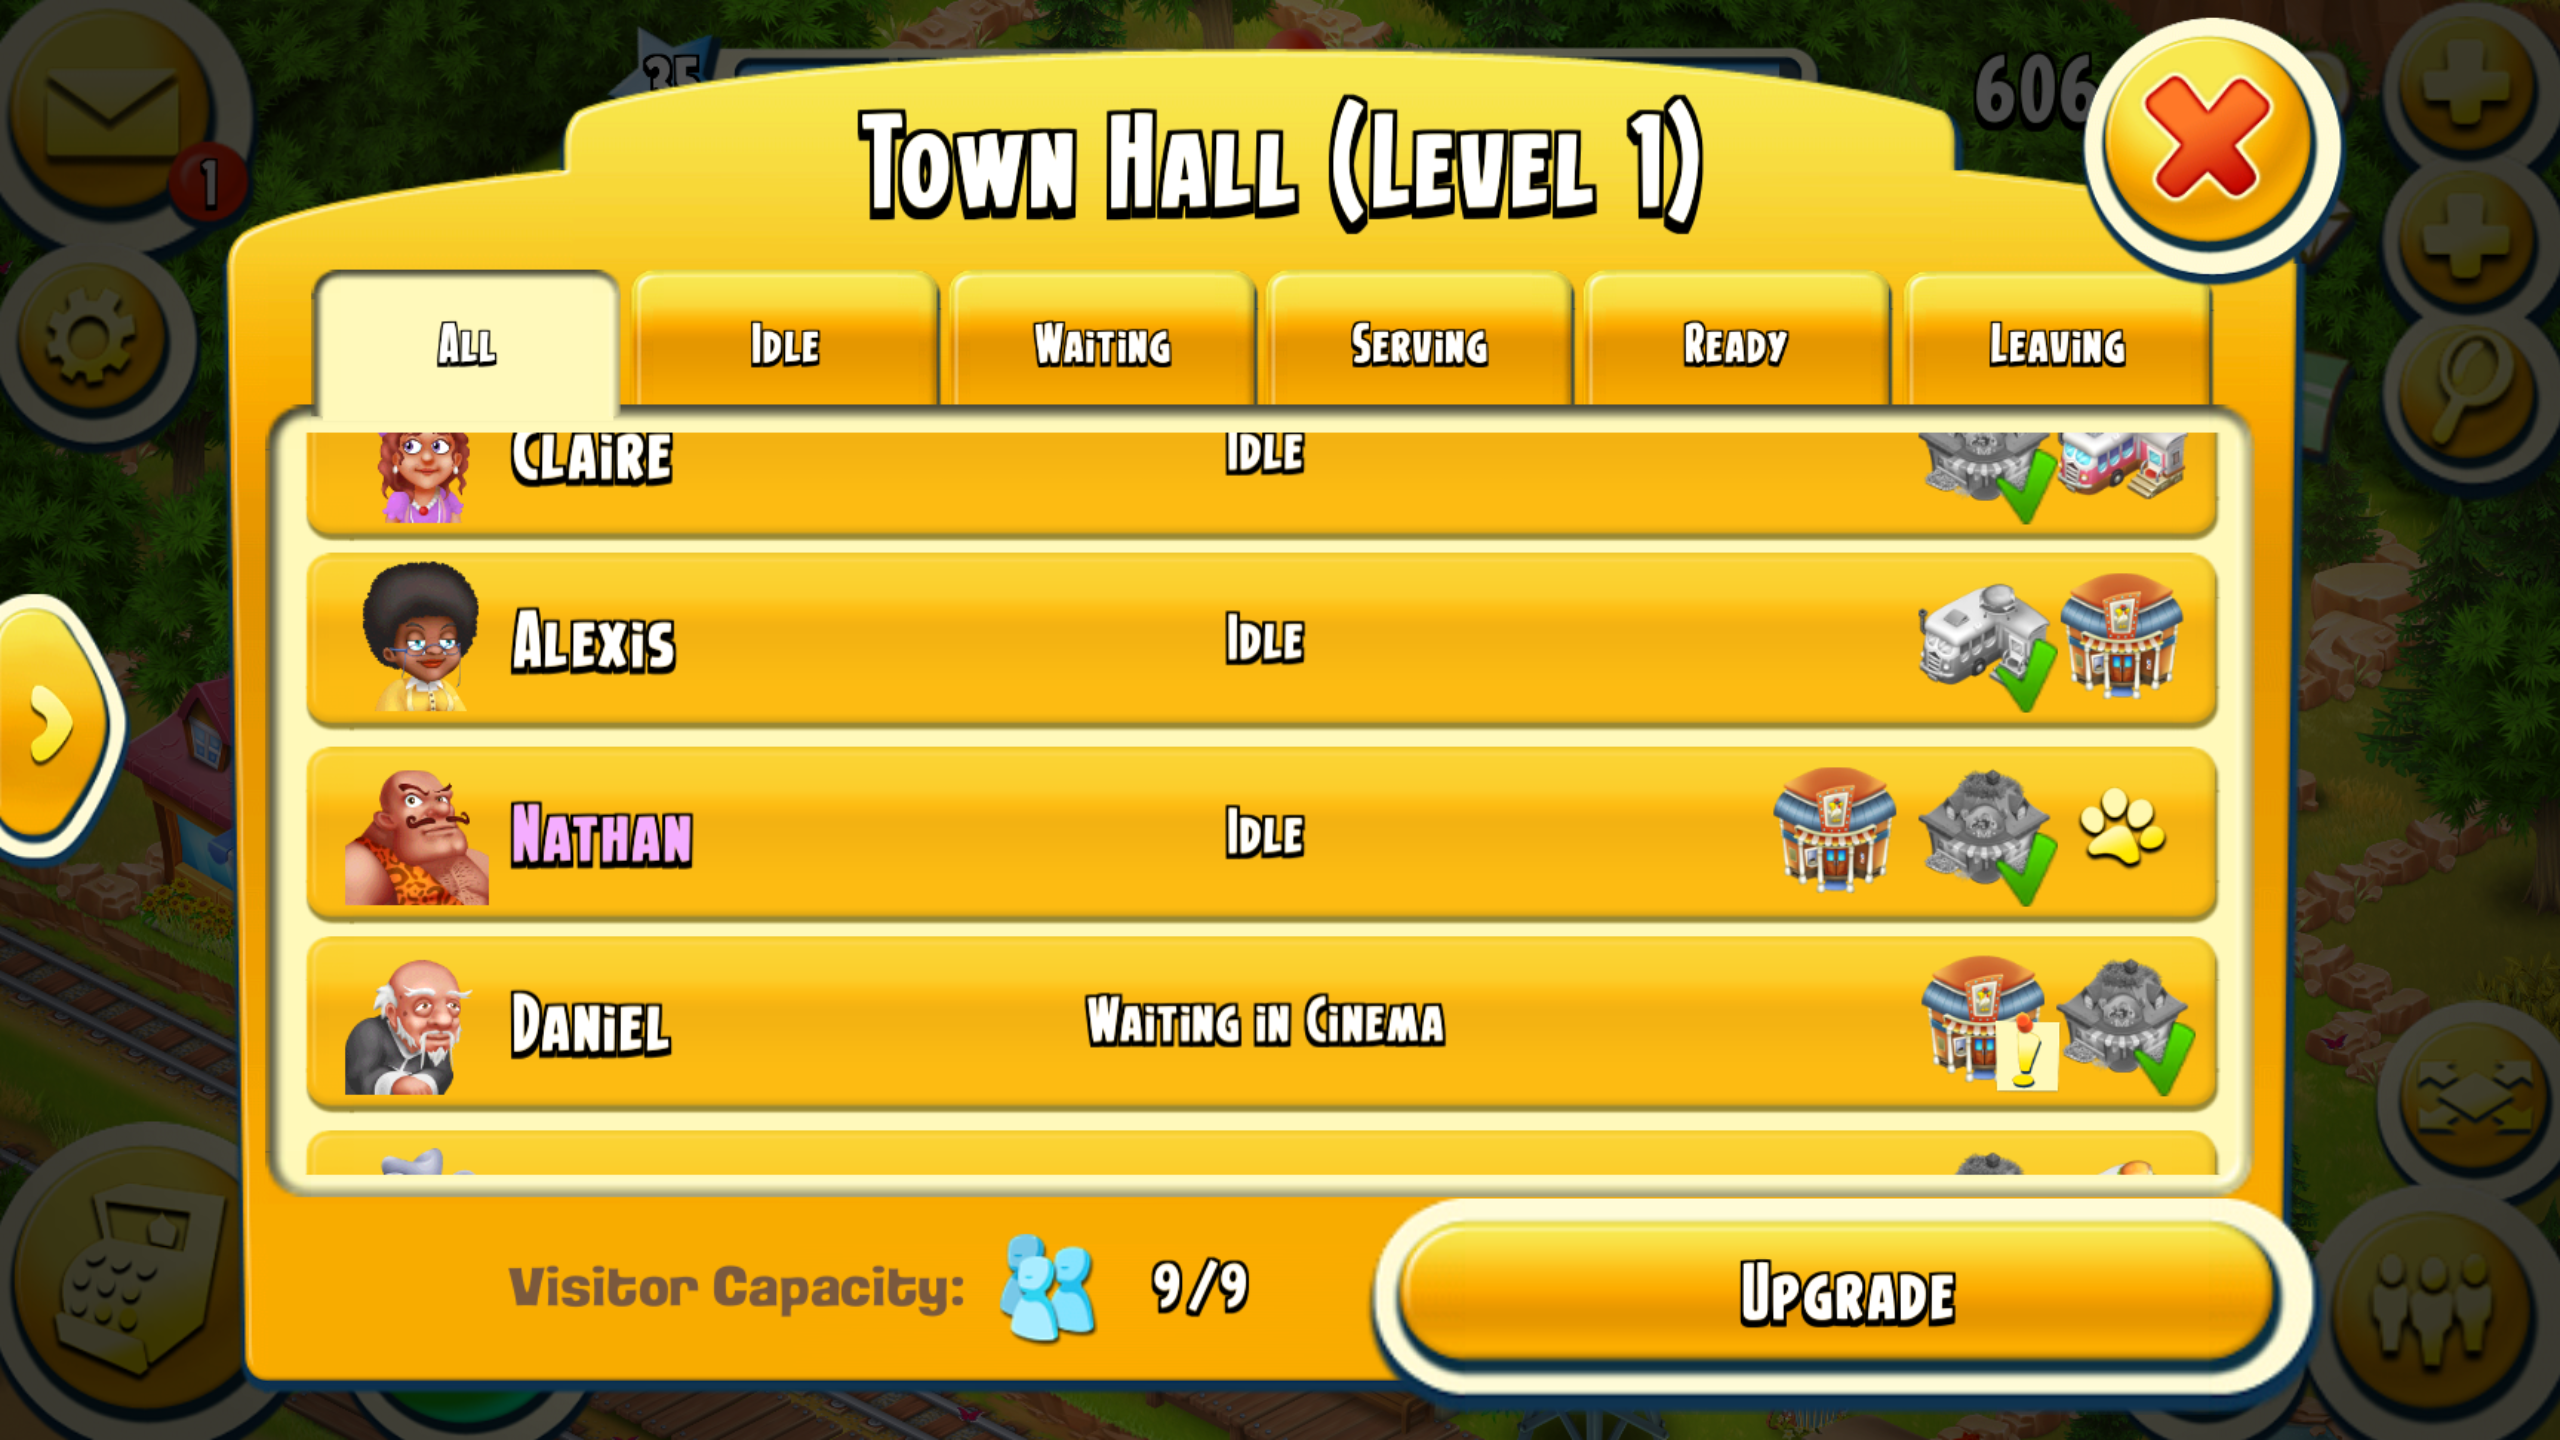 35
606
1
Town Hall (Level 1)
All
Idle
Waiting
Serving
Ready
Leaving
Claire
Idle
Alexis
Idle
Nathan
Idle
Daniel
Waiting in Cinema
Visitor Capacity:
9/9
Upgrade